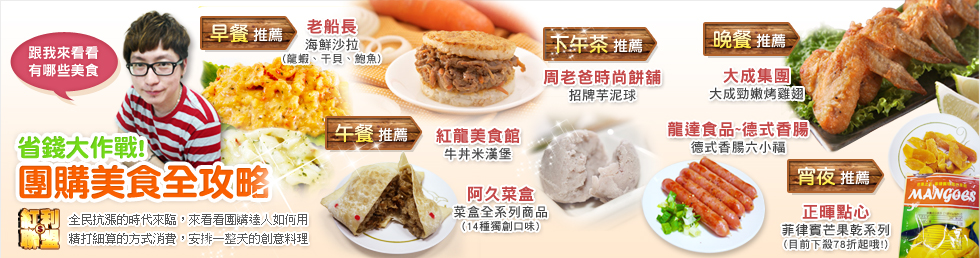 跟我來看看
有哪些美食
省錢大作戰!
團購美食全攻略
紅利
全民抗漲的時代來臨，來看看團購達人如何用
精打細算的方式消費，安排一整天的創意料理
早餐 推薦
老船長
海鮮沙拉
(龍蝦、干貝、鮑魚)
午餐 推薦
紅龍美食館
牛丼米漢堡
阿久菜盒
菜盒全系列商品
(14種獨創口味)
下午茶 推薦
周老爸時尚餅舖
招牌芋泥球
晚餐 推薦
大成集團
大成勁嫩烤雞翅
龍達食品~德式香腸
德式香腸六小福
宵夜 推薦
正暉點心
菲律賓芒果乾系列
(目前下殺78折起哦!)
MANGOES